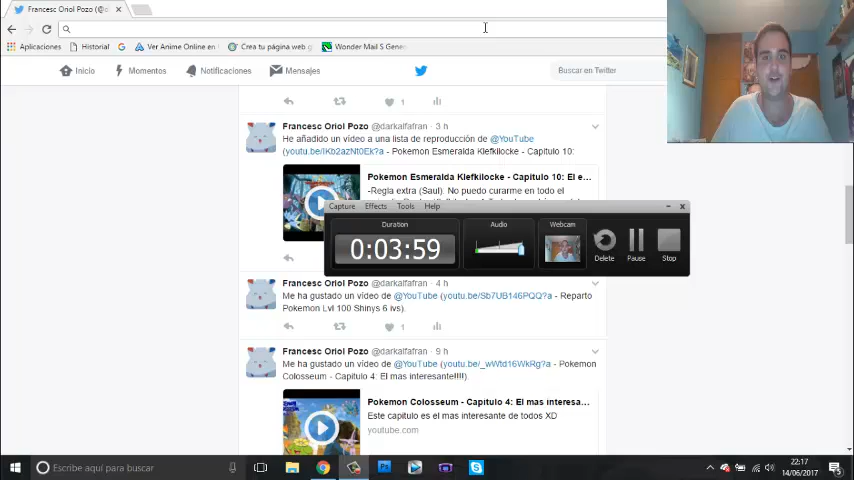 Francesc Oriol Pozo (@d
Aplicaciones
Historial
Ver Anime Online en
Crea tu página web g
Wonder Mail S Gene
Inicio
Momentos
Notificaciones
Mensajes
Buscar en Twitter
1
Francesc Oriol Pozo @darkalfafran · 3 h
He añadido un vídeo a una lista de reproducción de @YouTube
(youtu.be/IKb2azNt0Ek?a - Pokemon Esmeralda Klefkilocke - Capitulo 10:
Pokemon Esmeralda Klefkilocke - Capitulo 10: El e...
-Regla extra (Saul): No puedo curarme en todo el
Capture Effects Tools Help
Duration
Audio
Webcam
0:03:59
Delete
Pause
Stop
Francesc Oriol Pozo @darkalfafran · 4 h
Me ha gustado un vídeo de @YouTube (youtu.be/Sb7UB146PQQ?a - Reparto
Pokemon Lvl 100 Shinys 6 ivs).
1
Francesc Oriol Pozo @darkalfafran · 9 h
Me ha gustado un vídeo de @YouTube (youtu.be/_wWtd16WkRg?a - Pokemon
Colosseum - Capitulo 4: El mas interesante!!!!).
Pokemon Colosseum - Capitulo 4: El mas interesa...
Este capitulo es el mas interesante de todos XD
youtube.com
Escribe aquí para buscar
22:17
14/06/2017